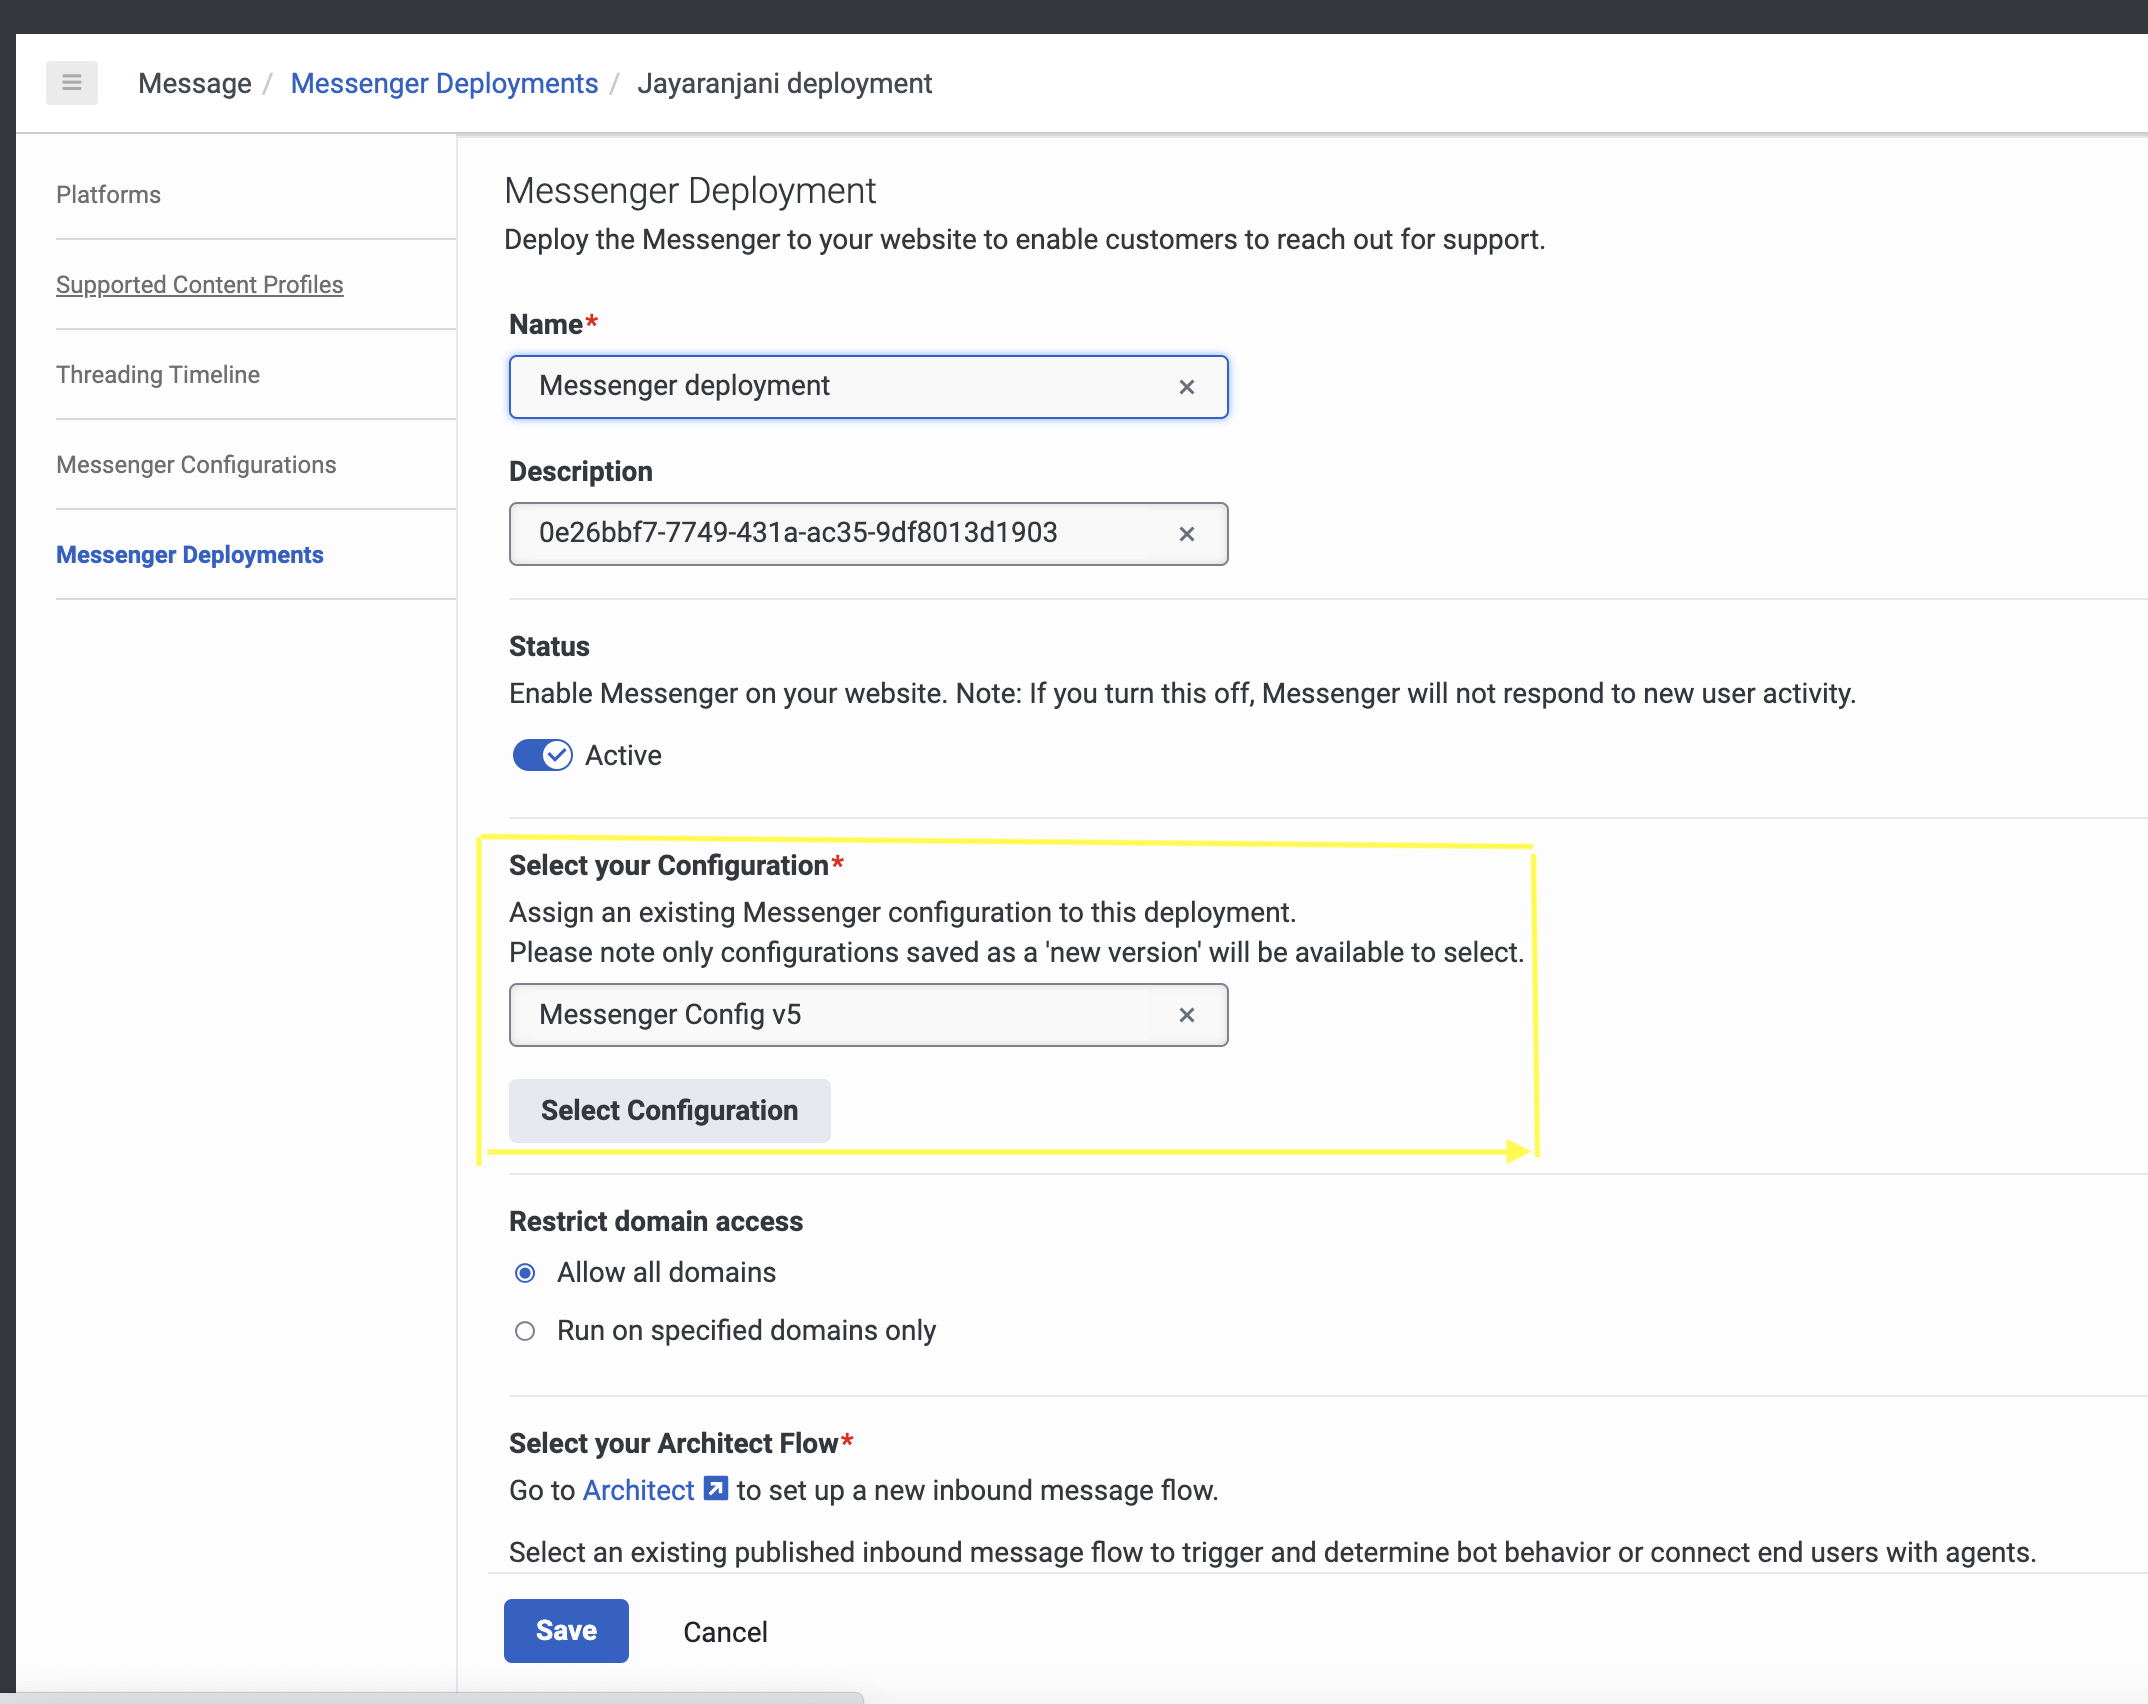 Message / Messenger Deployments / Jayaranjani deployment
Platforms
Supported Content Profiles
Threading Timeline
Messenger Configurations
Messenger Deployments
Messenger Deployment
Deploy the Messenger to your website to enable customers to reach out for support.
Name*
Messenger deployment
Description
0e26bbf7-7749-431a-ac35-9df8013d1903
Status
Enable Messenger on your website. Note: If you turn this off, Messenger will not respond to new user activity.
Active
Select your Configuration*
Assign an existing Messenger configuration to this deployment.
Please note only configurations saved as a 'new version' will be available to select.
Messenger Config v5
Select Configuration
Restrict domain access
Allow all domains
Run on specified domains only
Select your Architect Flow*
Go to Architect to set up a new inbound message flow.
Select an existing published inbound message flow to trigger and determine bot behavior or connect end users with agents.
Save
Cancel